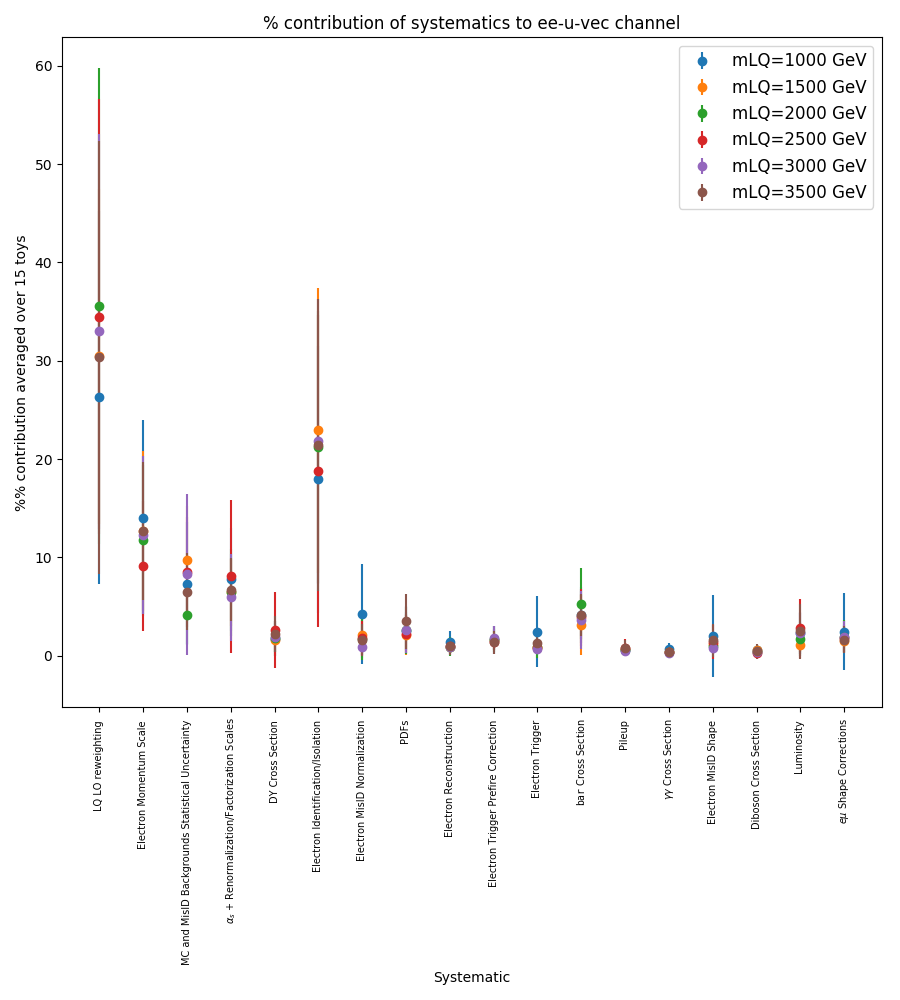 % contribution of systematics to ee-u-vec channel
mLQ=1000 GeV
mLQ=1500 GeV
mLQ=2000 GeV
mLQ=2500 GeV
mLQ=3000 GeV
mLQ=3500 GeV
%% contribution averaged over 15 toys
60
50
40
30
20
10
0
LQ LO reweighting
Electron Momentum Scale
MC and MisID Backgrounds Statistical Uncertainty
αs + Renormalization/Factorization Scales
DY Cross Section
Electron Identification/Isolation
Electron MisID Normalization
PDFs
Electron Reconstruction
Electron Trigger Prefire Correction
Electron Trigger
bar Cross Section
Pileup
γγ Cross Section
Electron MisID Shape
Diboson Cross Section
Luminosity
eμ Shape Corrections
Systematic